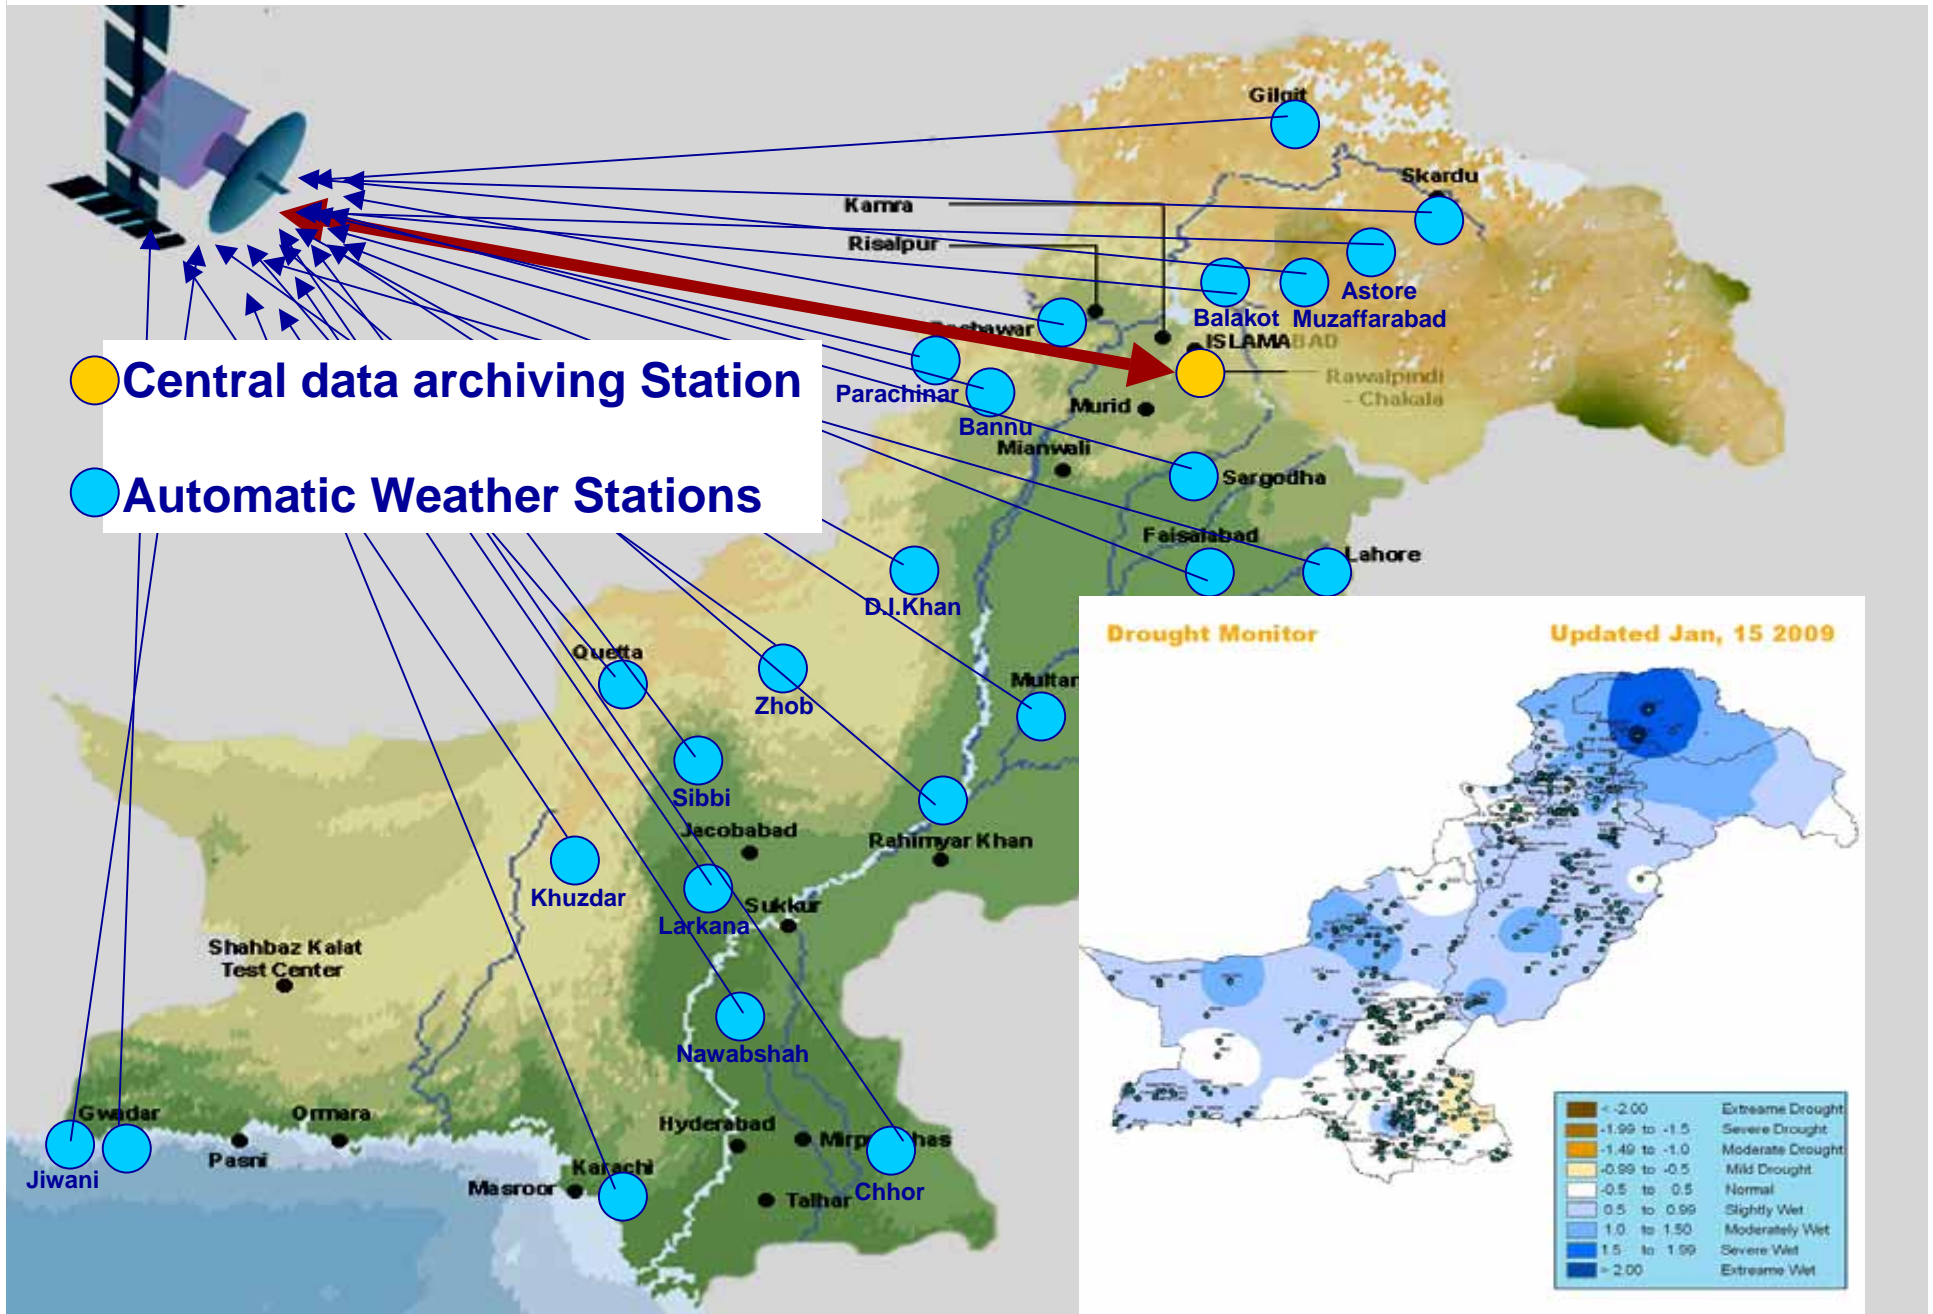 Gilgit
Skardu
Kamra
Risalpur
Astore
Balakot
Muzaffarabad
Peshawar
ISLAMABAD
Central data archiving Station
Parachinar
Rawalpindi
- Chakala
Murid
Bannu
Mianwali
Sargodha
Automatic Weather Stations
Faisalabad
Lahore
D.I.Khan
Drought Monitor
Updated Jan, 15 2009
Quetta
Zhob
Multan
Sibbi
Jacobabad
Rahimyar Khan
Khuzdar
Larkana
Sukkur
Shahbaz Kalat
Test Center
Nawabshah
Gwadar
Ormara
Pasni
Hyderabad
Mirpurkhas
Jiwani
Karachi
Masroor
Talhar
Chhor
< -2.00 Extreame Drought
-1.99 to -1.5 Severe Drought
-1.49 to -1.0 Moderate Drought
-0.99 to -0.5 Mild Drought
-0.5 to 0.5 Normal
0.5 to 0.99 Slightly Wet
1.0 to 1.50 Moderately Wet
1.5 to 1.99 Severe Wet
> 2.00 Extreame Wet